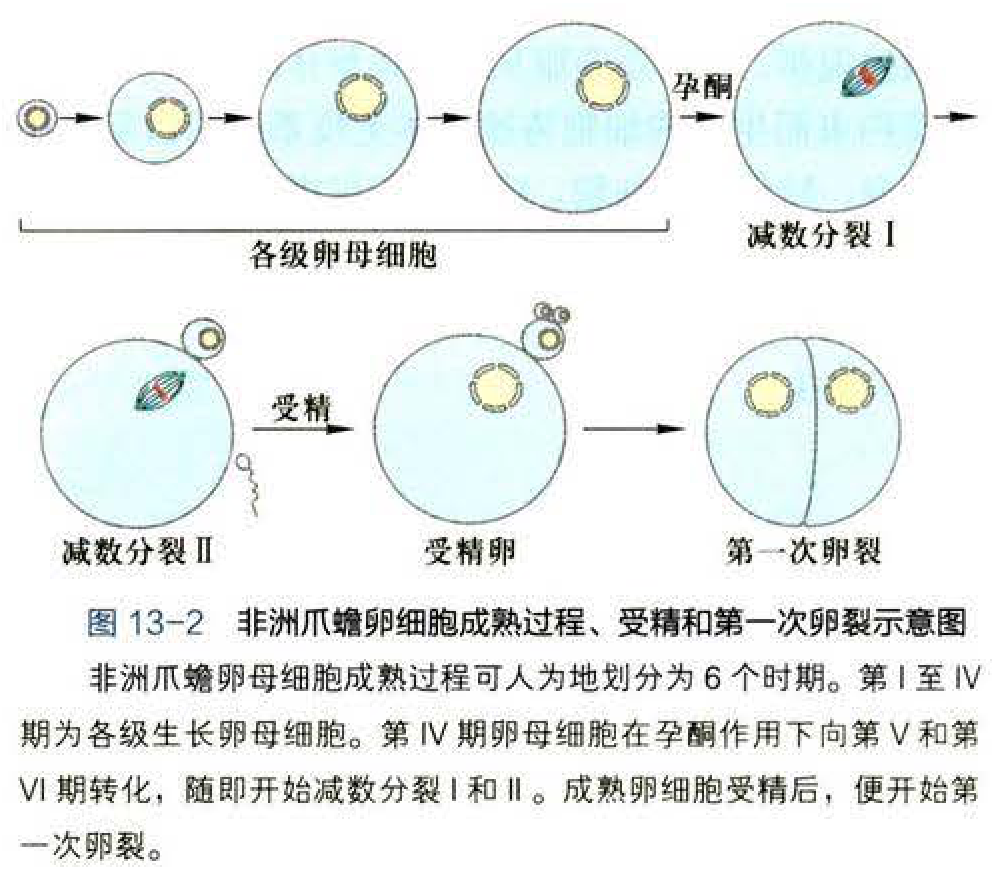 孕酮
各级卵母细胞
减数分裂Ⅰ
受精
减数分裂Ⅱ
受精卵
第一次卵裂
图 13-2 非洲爪蟾卵细胞成熟过程、受精和第一次卵裂示意图
非洲爪蟾卵母细胞成熟过程可人为地划分为 6 个时期。第 I 至 IV
期为各级生长卵母细胞。第 IV 期卵母细胞在孕酮作用下向第 V 和第
VI 期转化，随即开始减数分裂 I 和 II 。成熟卵细胞受精后，便开始第
一次卵裂。